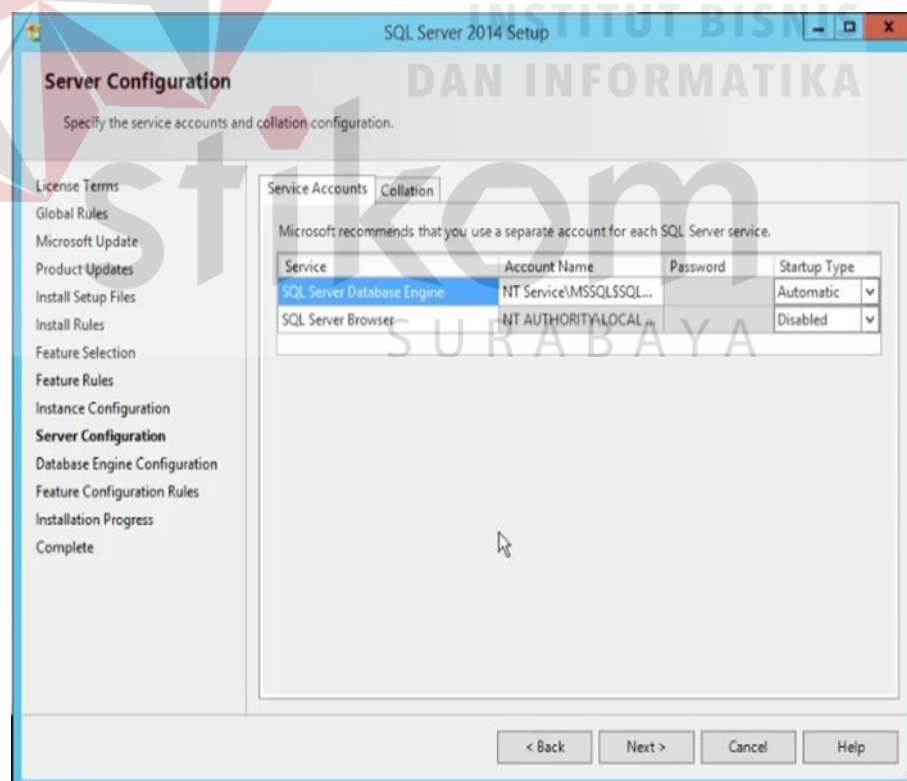 INSTITUT BISNIS
DAN INFORMATIKA
stikom
SURABAYA
SQL Server 2014 Setup
Server Configuration
Specify the service accounts and collation configuration.
License Terms
Global Rules
Microsoft Update
Product Updates
Install Setup Files
Install Rules
Feature Selection
Feature Rules
Instance Configuration
Server Configuration
Database Engine Configuration
Feature Configuration Rules
Installation Progress
Complete
Service Accounts Collation
Microsoft recommends that you use a separate account for each SQL Server service.
Service Account Name Password Startup Type
SQL Server Database Engine NT Service\MSSQL$SQL... Automatic
SQL Server Browser NT AUTHORITY\LOCAL ... Disabled
< Back Next > Cancel Help